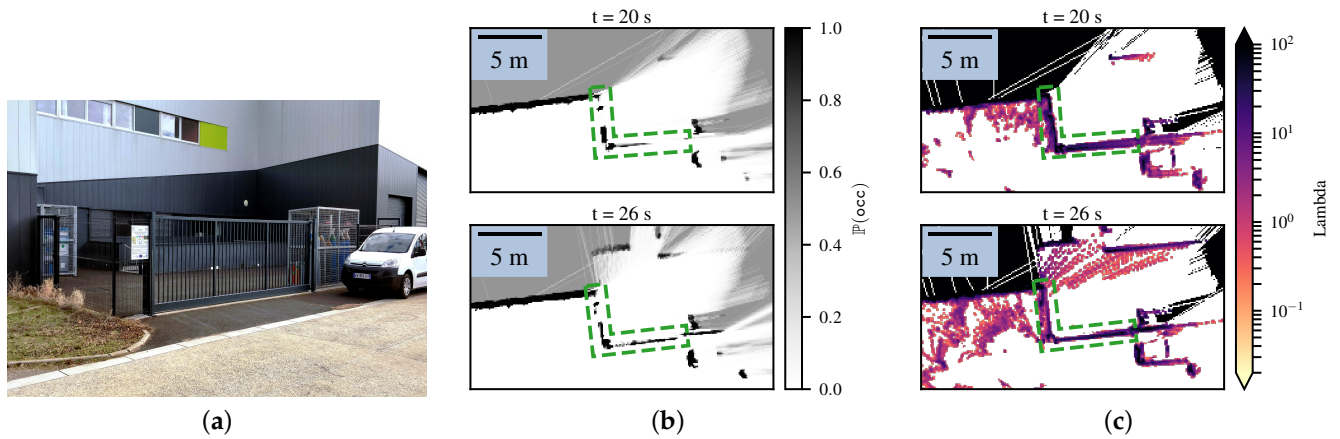 t = 20 s
5 m
t = 26 s
5 m
1.0
0.8
0.6
0.4
0.2
0.0
ℙ(occ)
t = 20 s
5 m
t = 26 s
5 m
10²
10¹
10⁰
10⁻¹
Lambda
(a)
(b)
(c)